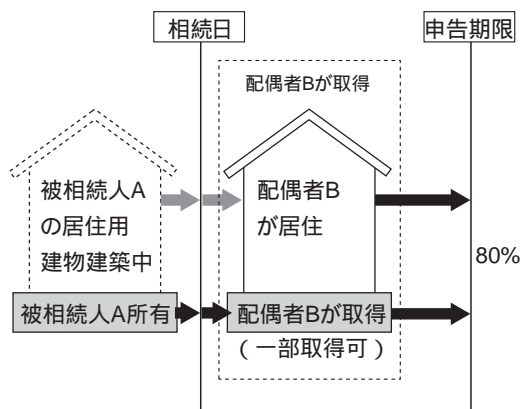 相続日
申告期限
配偶者Bが取得
被相続人A
の居住用
建物建築中
配偶者B
が居住
80%
被相続人A所有
配偶者Bが取得
（一部取得可）